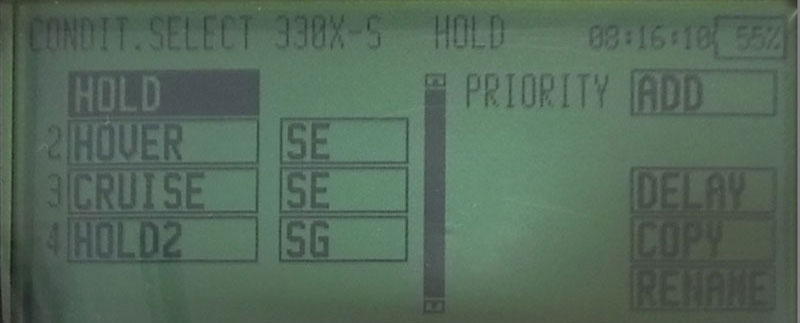 CONDIT.SELECT 330X-S HOLD 08:16:10 55%
HOLD PRIORITY ADD
2 HOVER SE
3 CRUISE SE DELAY
4 HOLD2 SG COPY
RENAME